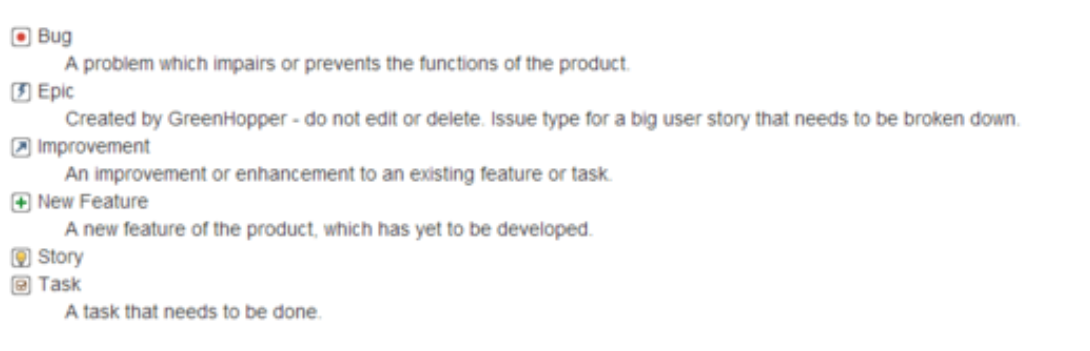 Bug
A problem which impairs or prevents the functions of the product.
Epic
Created by GreenHopper - do not edit or delete. Issue type for a big user story that needs to be broken down.
Improvement
An improvement or enhancement to an existing feature or task.
New Feature
A new feature of the product, which has yet to be developed.
Story
Task
A task that needs to be done.